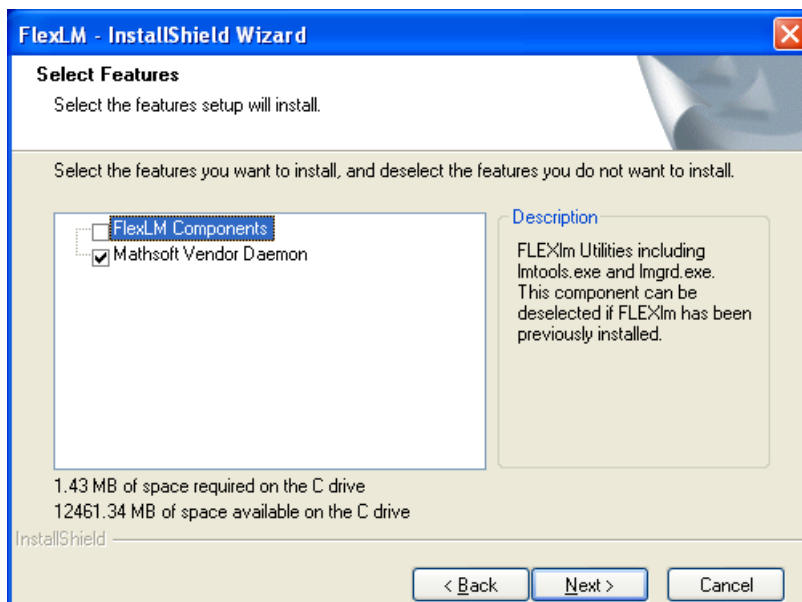 FlexLM - InstallShield Wizard
Select Features
Select the features setup will install.
Select the features you want to install, and deselect the features you do not want to install.
FlexLM Components
Mathsoft Vendor Daemon
Description
FLEXlm Utilities including
lmtools.exe and lmgrd.exe.
This component can be
deselected if FLEXlm has been
previously installed.
1.43 MB of space required on the C drive
12461.34 MB of space available on the C drive
InstallShield
< Back
Next >
Cancel